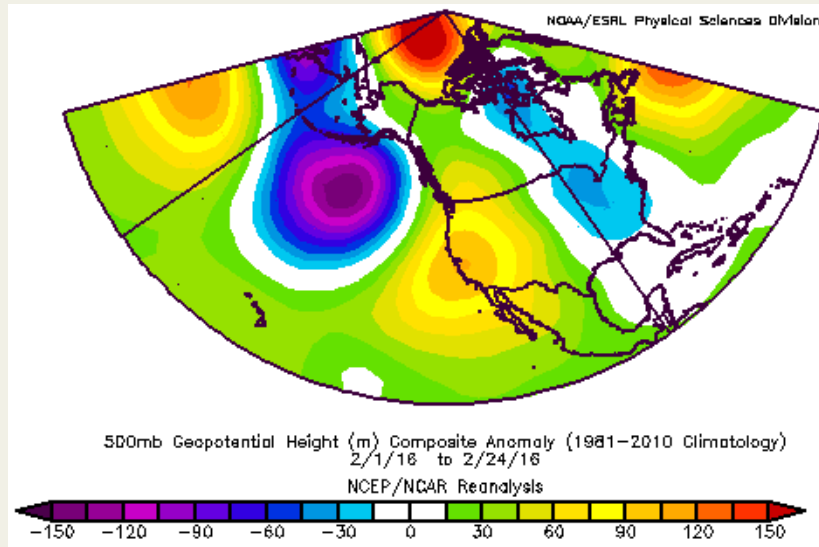 NOAA/ESRL Physical Sciences Division
500mb Geopotential Height (m) Composite Anomaly (1981-2010 Climatology)
2/1/16 to 2/24/16
NCEP/NCAR Reanalysis
-150 -120 -90 -60 -30 0 30 60 90 120 150